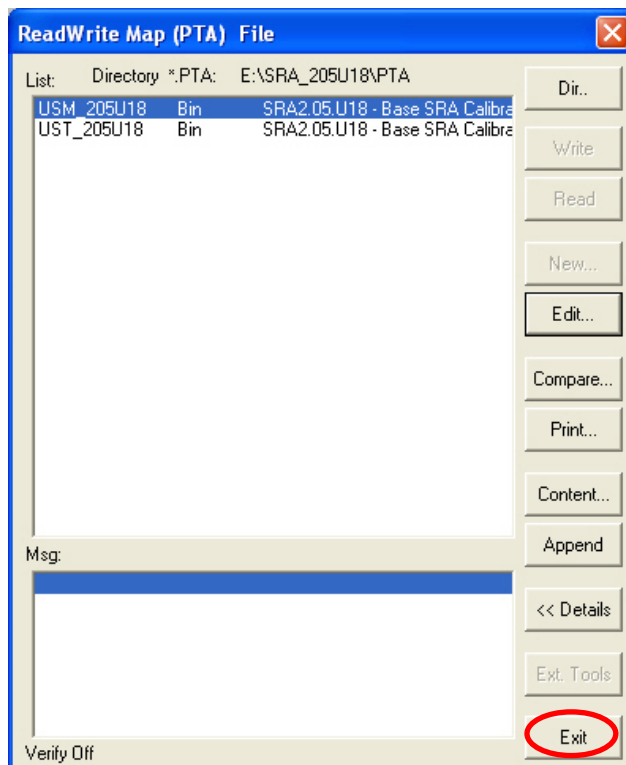 ReadWrite Map (PTA) File
List: Directory *.PTA: E:\SRA_205U18\PTA
USM_205U18 Bin SRA2.05.U18 - Base SRA Calibra
UST_205U18 Bin SRA2.05.U18 - Base SRA Calibra
Dir..
Write
Read
New...
Edit...
Compare...
Print...
Content...
Append
<< Details
Ext. Tools
Exit
Msg:
Verify Off